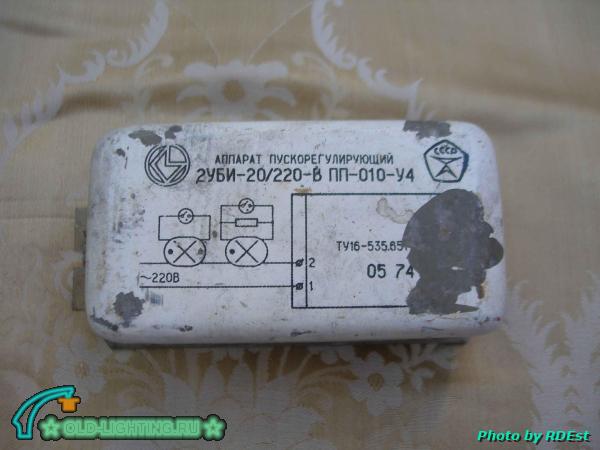 АППАРАТ ПУСКОРЕГУЛИРУЮЩИЙ
2УБИ-20/220-В ПП-010-У4
СССР
ТУ16-535.
2
05 74
~220В
1
OLD-LIGHTING.RU
Photo by RDEst